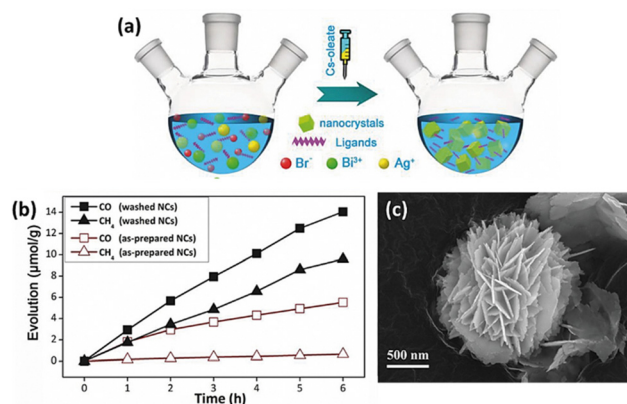 (a)
Cs-oleate
nanocrystals
Ligands
Br⁻ Bi³⁺ Ag⁺
(b)
CO (washed NCs)
CH₄ (washed NCs)
CO (as-prepared NCs)
CH₄ (as-prepared NCs)
Evolution (μmol/g)
14
12
10
8
6
4
2
0
0 1 2 3 4 5 6
Time (h)
(c)
500 nm